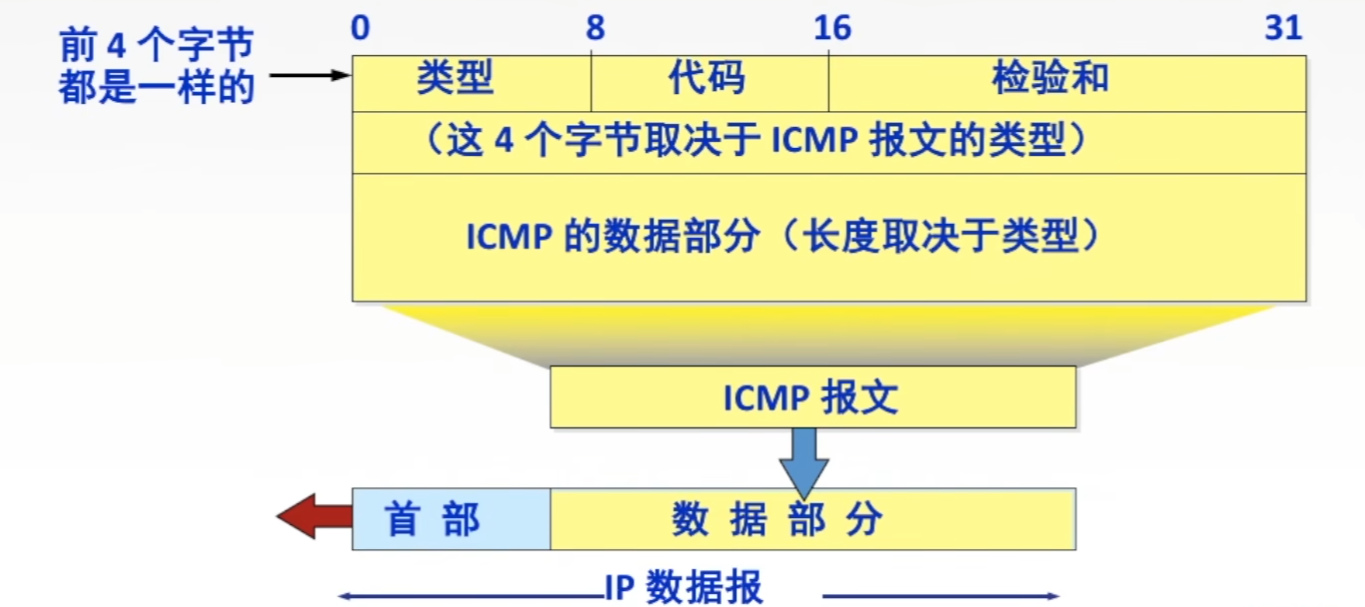 0 8 16 31
前 4 个字节
都是一样的
类型 代码 检验和
（这 4 个字节取决于 ICMP 报文的类型）
ICMP 的数据部分（长度取决于类型）
ICMP 报文
首 部 数 据 部 分
IP 数据报